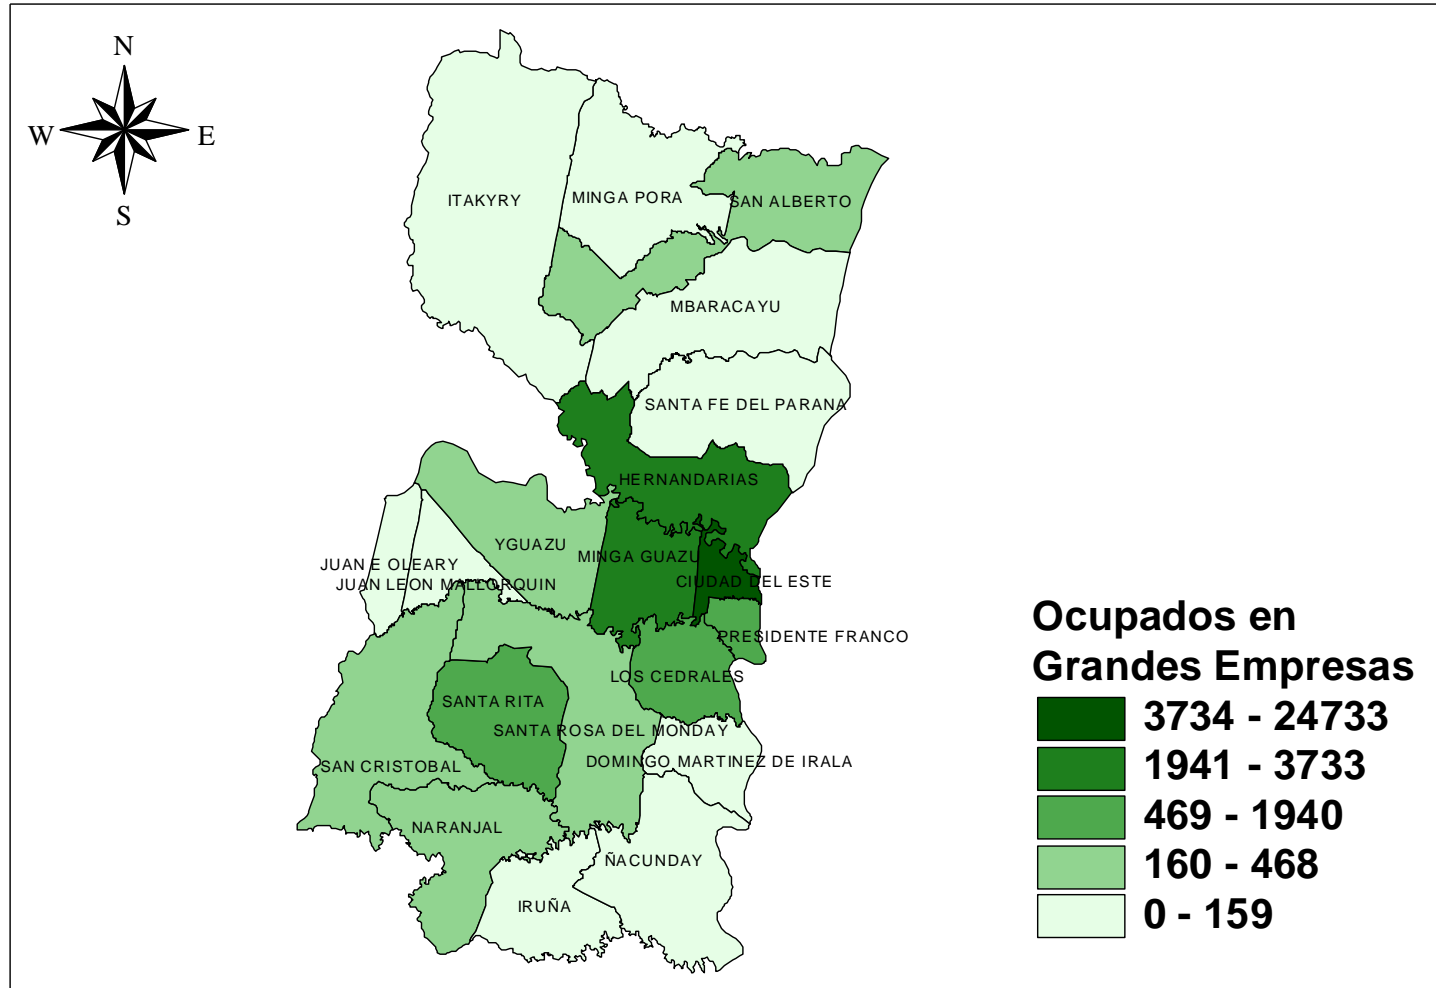 N
W
E
S
ITAKYRY
MINGA PORA
SAN ALBERTO
MBARACAYU
SANTA FE DEL PARANA
HERNANDARIAS
YGUAZU
MINGA GUAZU
JUAN E OLEARY
JUAN LEON MALLORQUIN
CIUDAD DEL ESTE
PRESIDENTE FRANCO
LOS CEDRALES
SANTA RITA
SANTA ROSA DEL MONDAY
DOMINGO MARTINEZ DE IRALA
SAN CRISTOBAL
NARANJAL
ÑACUNDAY
IRUÑA
Ocupados en
Grandes Empresas
3734 - 24733
1941 - 3733
469 - 1940
160 - 468
0 - 159